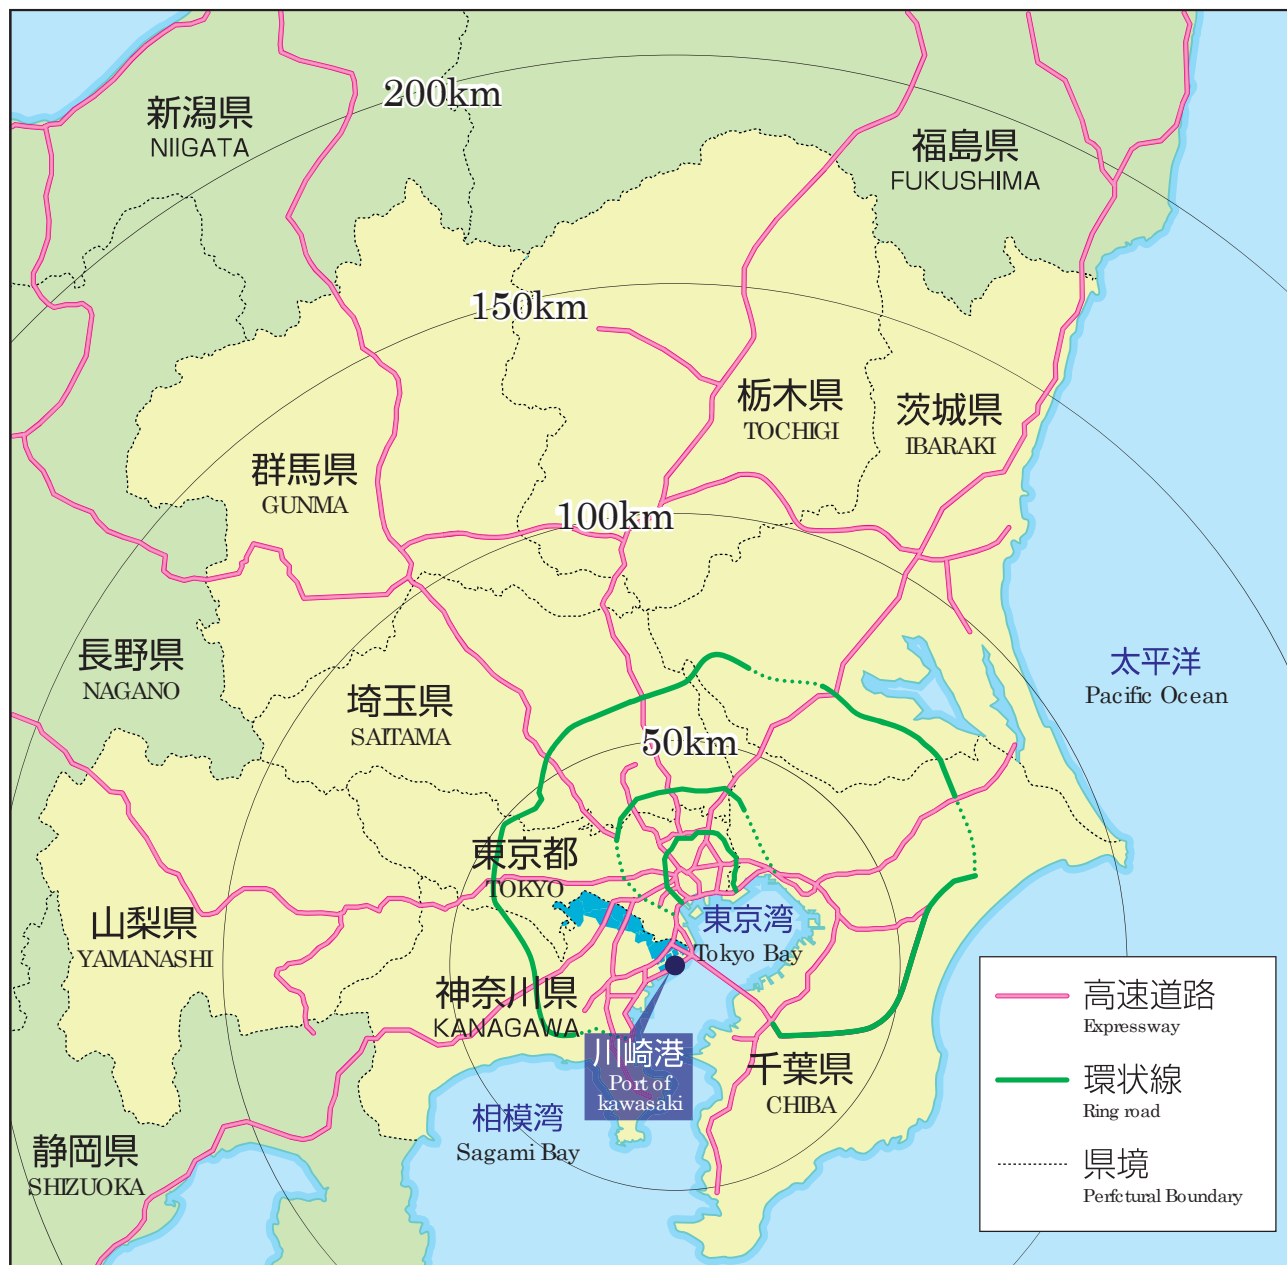 200km
新潟県
NIIGATA
福島県
FUKUSHIMA
150km
栃木県
TOCHIGI
茨城県
IBARAKI
群馬県
GUNMA
100km
長野県
NAGANO
太平洋
Pacific Ocean
埼玉県
SAITAMA
50km
東京都
TOKYO
山梨県
YAMANASHI
東京湾
Tokyo Bay
神奈川県
KANAGAWA
川崎港
Port of
kawasaki
千葉県
CHIBA
相模湾
Sagami Bay
静岡県
SHIZUOKA
高速道路
Expressway
環状線
Ring road
県境
Perfctural Boundary